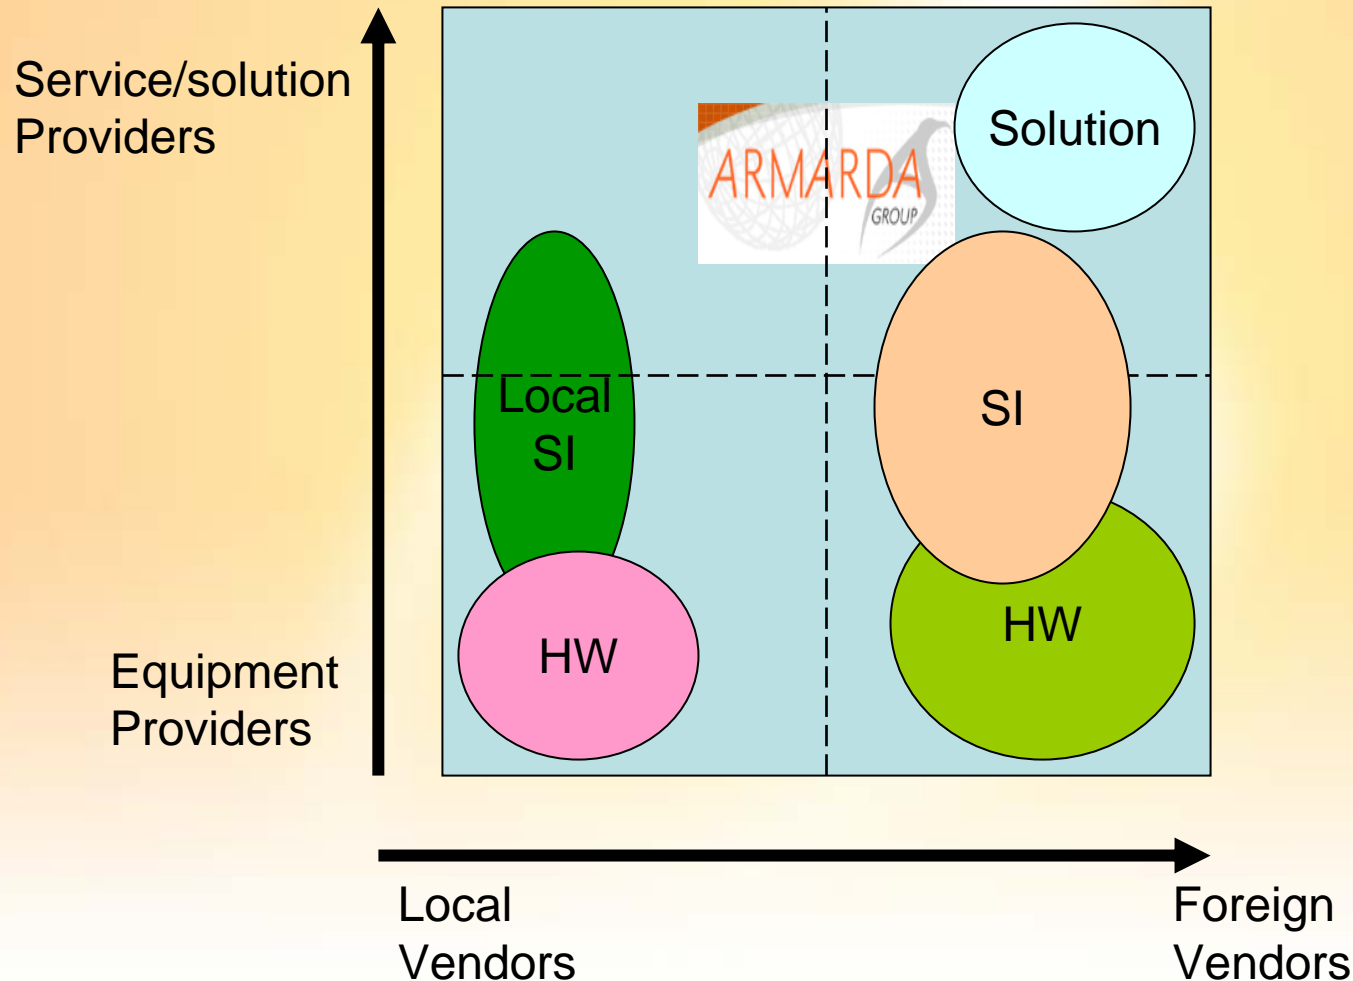 Service/solution
Providers
Solution
ARMARDA
GROUP
Local
SI
SI
HW
HW
Equipment
Providers
Local
Vendors
Foreign
Vendors